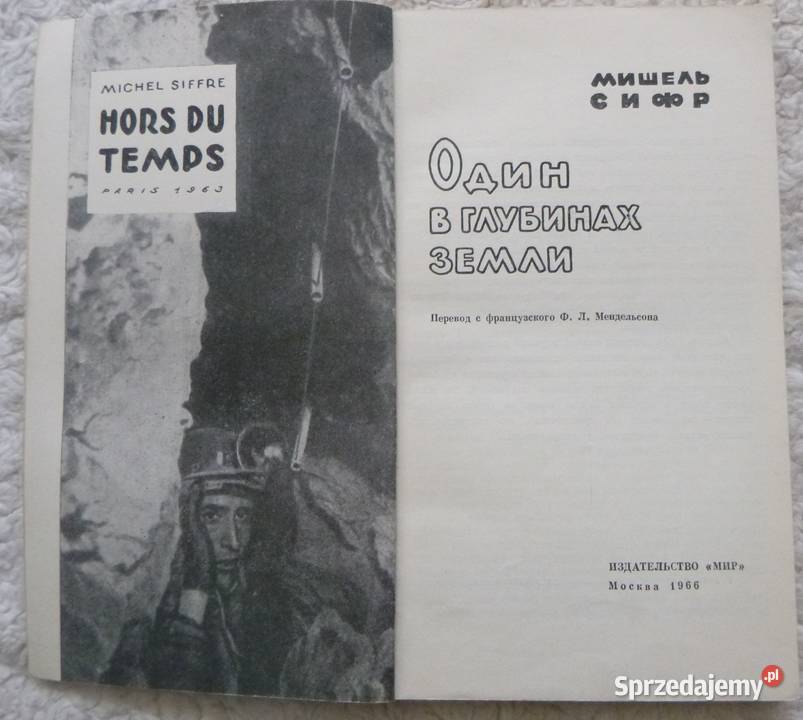 MICHEL SIFFRE
HORS DU
TEMPS
PARIS 1963
МИШЕЛЬ
СИФР
Один
в глубинах
земли
Перевод с французского Ф. Л. Мендельсона
ИЗДАТЕЛЬСТВО «МИР»
Москва 1966
Sprzedajemy.pl